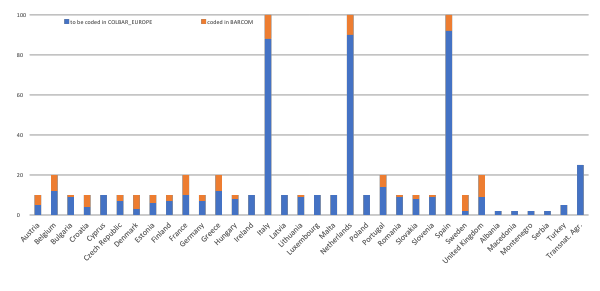 100
80
60
40
20
0
to be coded in COLBAR_EUROPE
coded in BARCOM
Austria
Belgium
Bulgaria
Croatia
Cyprus
Czech Republic
Denmark
Estonia
Finland
France
Germany
Greece
Hungary
Ireland
Italy
Latvia
Lithuania
Luxembourg
Malta
Netherlands
Poland
Portugal
Romania
Slovakia
Slovenia
Spain
Sweden
United Kingdom
Albania
Macedonia
Montenegro
Serbia
Turkey
Transnat. Agr.